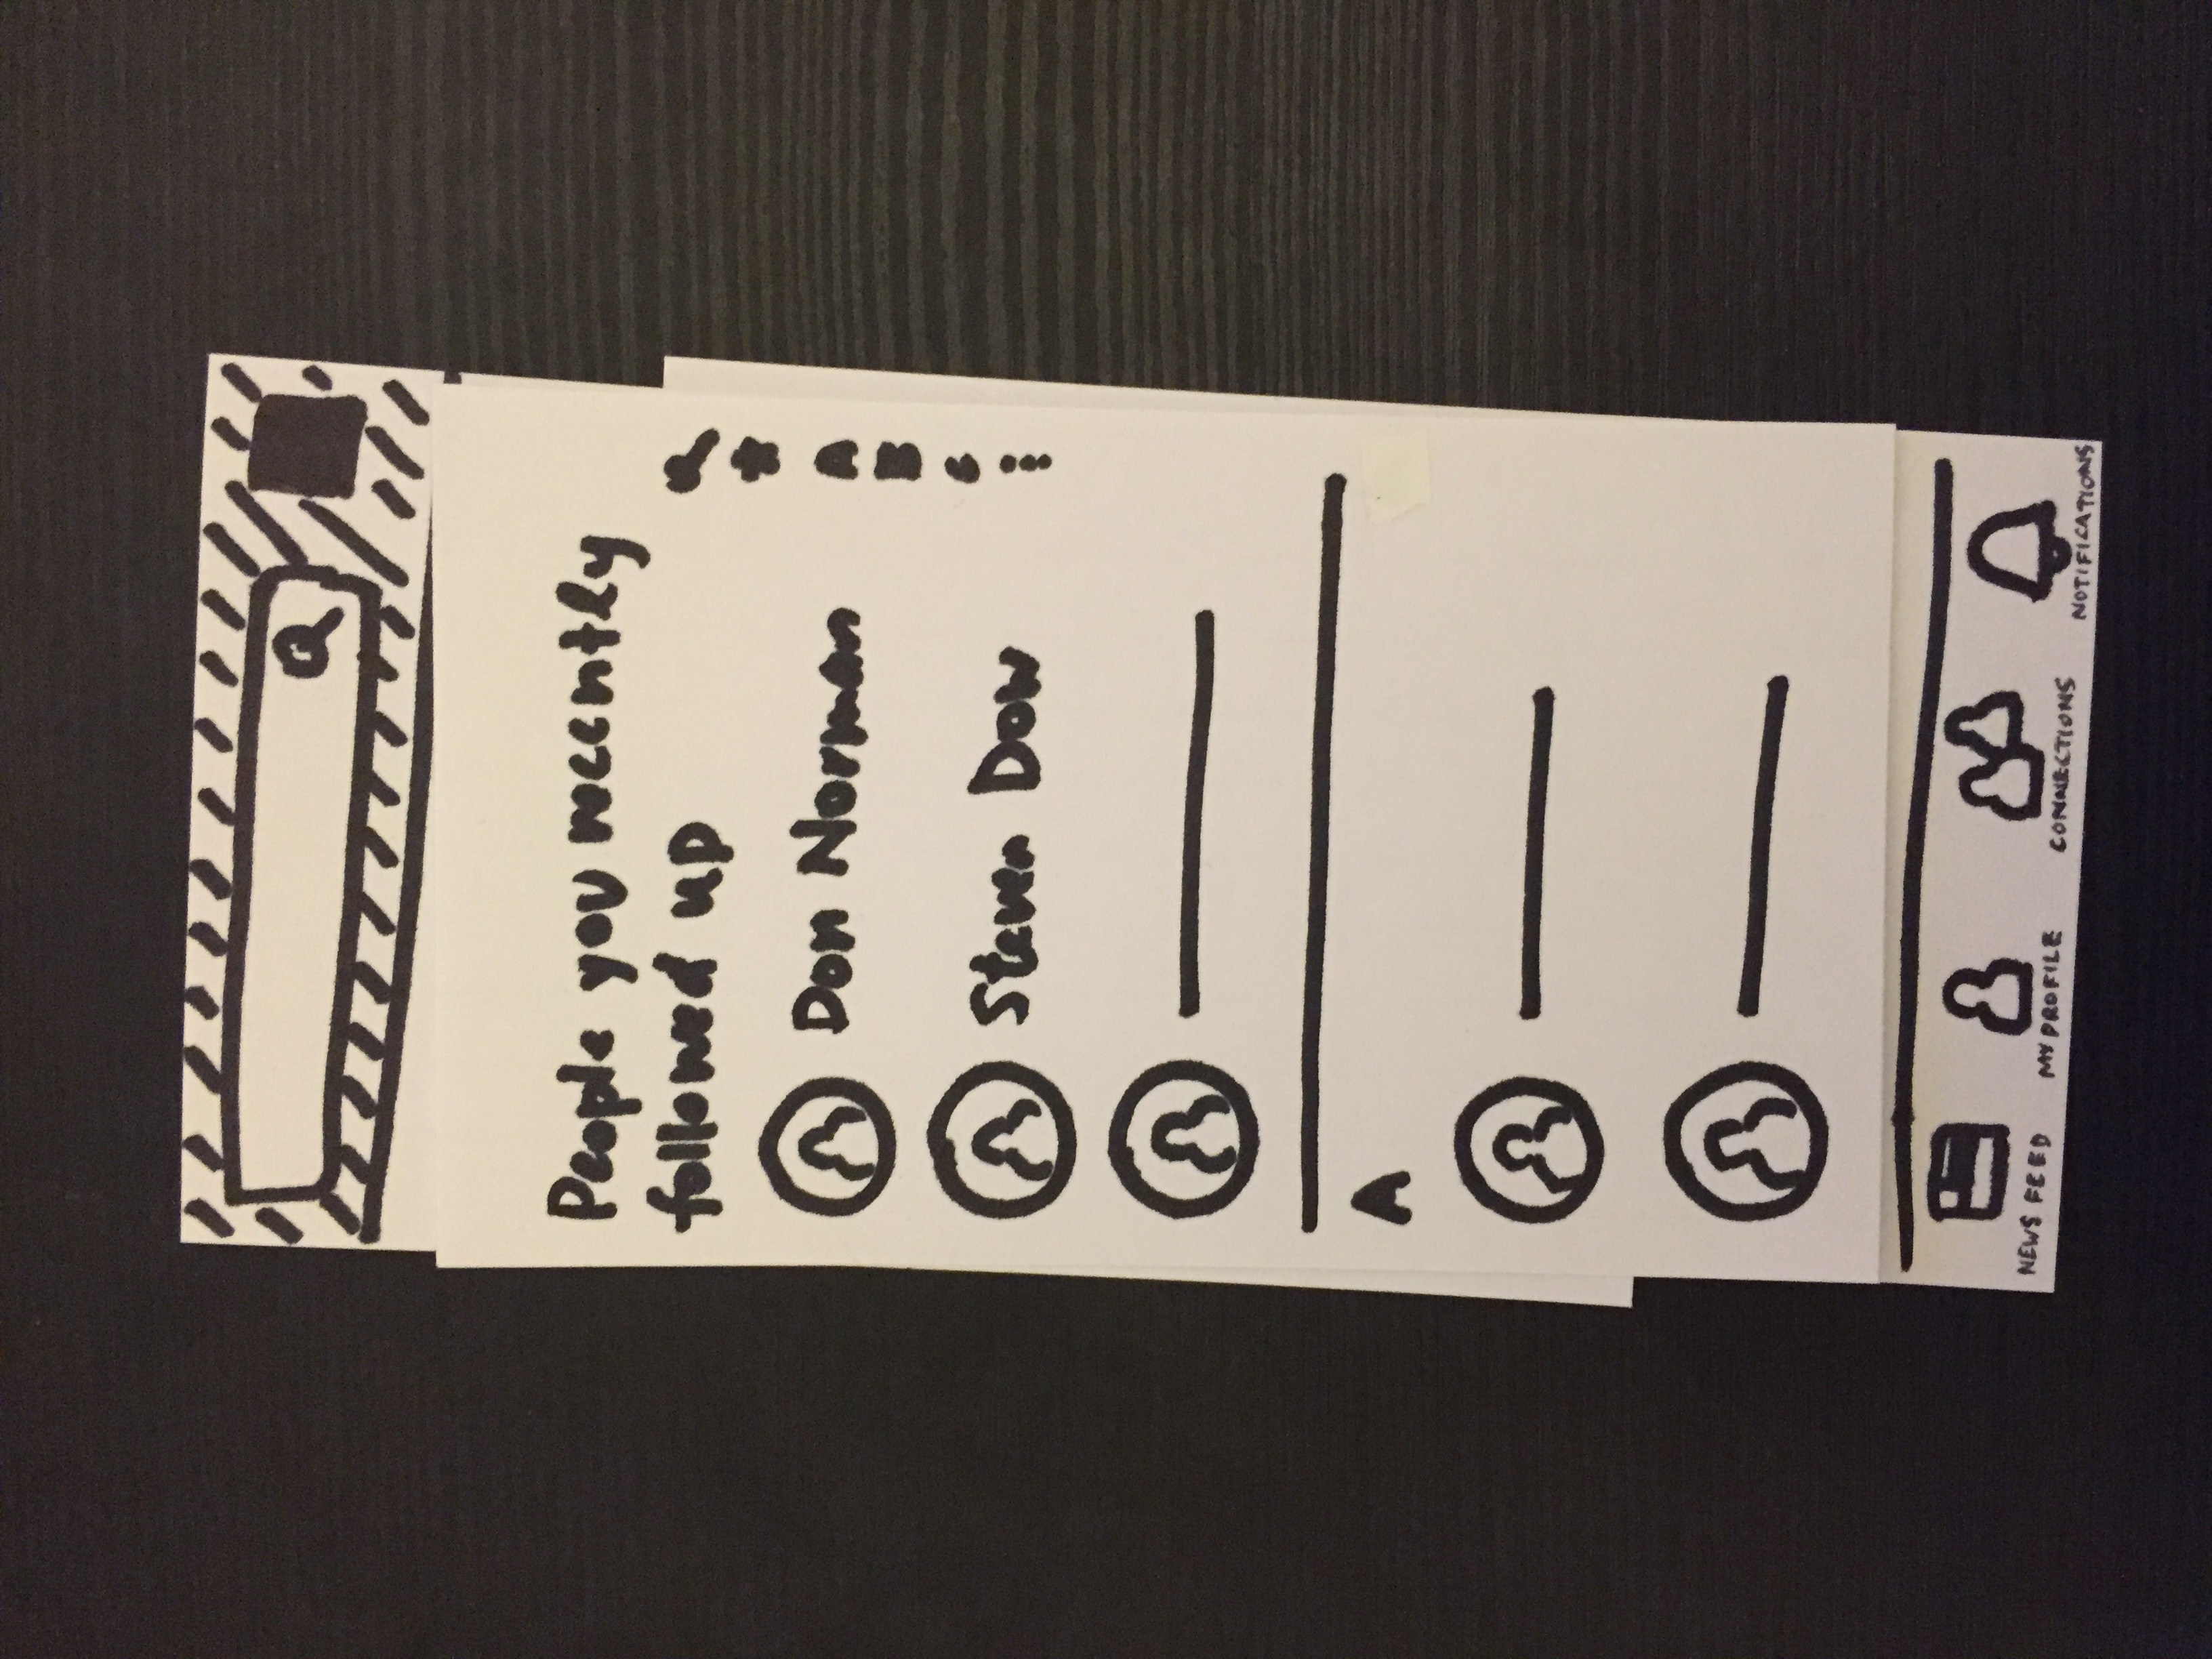 People you recently
followed up
Don Norman
Steven Dow
A
B
C
...
A
NEWS FEED
MY PROFILE
CONNECTIONS
NOTIFICATIONS